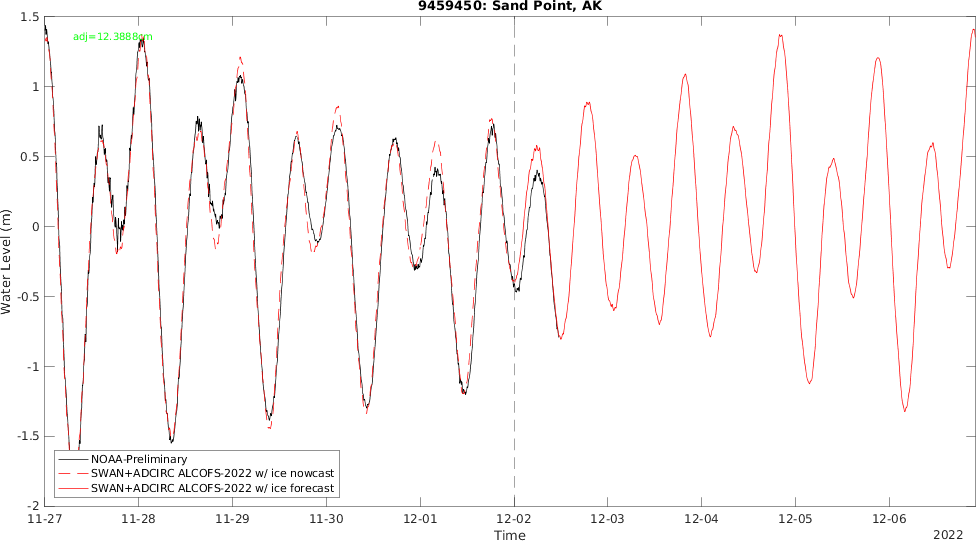 9459450: Sand Point, AK
1.5
adj=12.3888cm
1
0.5
0
-0.5
-1
-1.5
-2
Water Level (m)
NOAA-Preliminary
SWAN+ADCIRC ALCOFS-2022 w/ ice nowcast
SWAN+ADCIRC ALCOFS-2022 w/ ice forecast
11-27 11-28 11-29 11-30 12-01 12-02 12-03 12-04 12-05 12-06
Time
2022